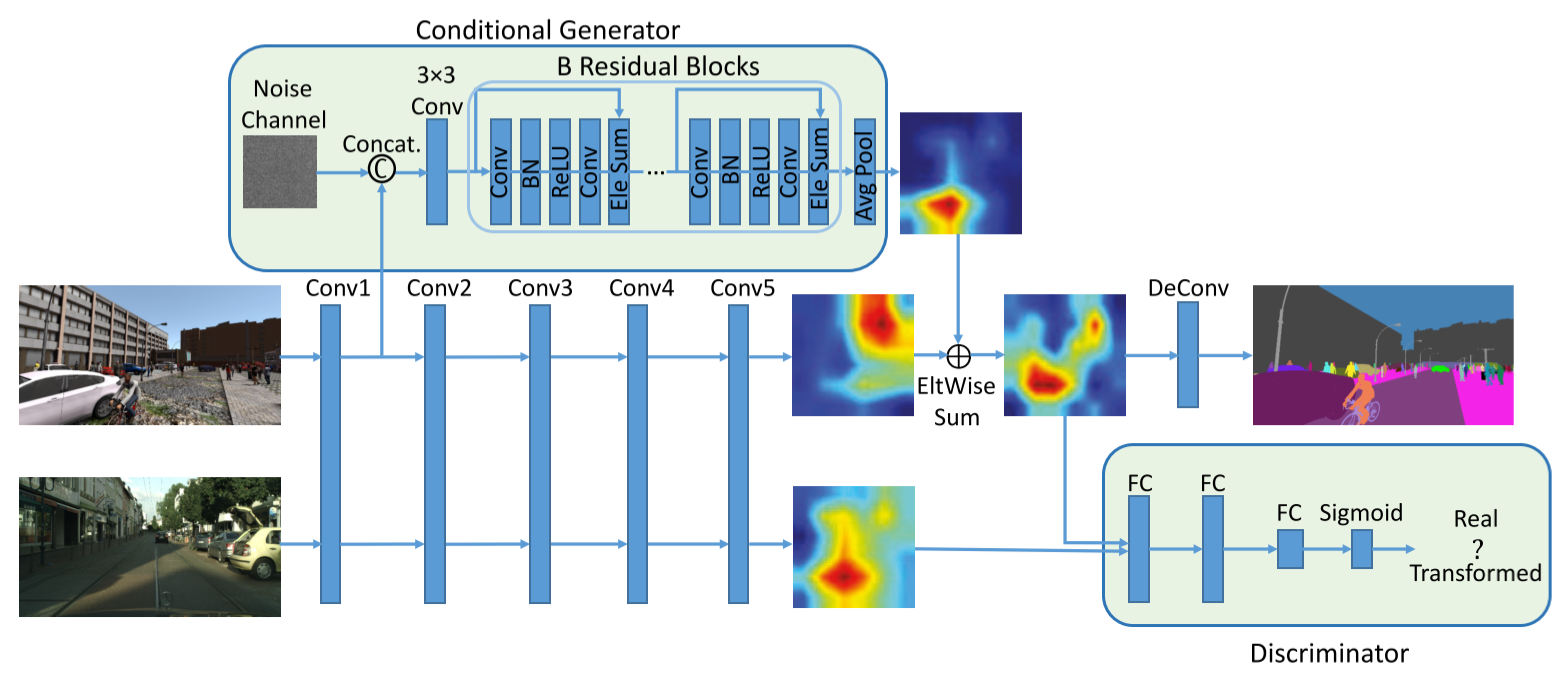 Conditional Generator
B Residual Blocks
Noise
Channel
Concat.
C
3×3
Conv
Conv
BN
ReLU
Conv
Ele Sum
...
Conv
BN
ReLU
Conv
Ele Sum
Avg Pool
Conv1
Conv2
Conv3
Conv4
Conv5
EltWise
Sum
DeConv
FC
FC
FC
Sigmoid
Real
?
Transformed
Discriminator